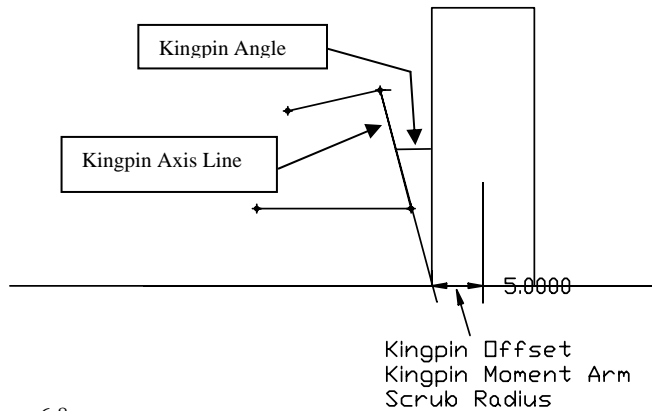 Kingpin Angle
Kingpin Axis Line
5.0000
Kingpin Offset
Kingpin Moment Arm
Scrub Radius